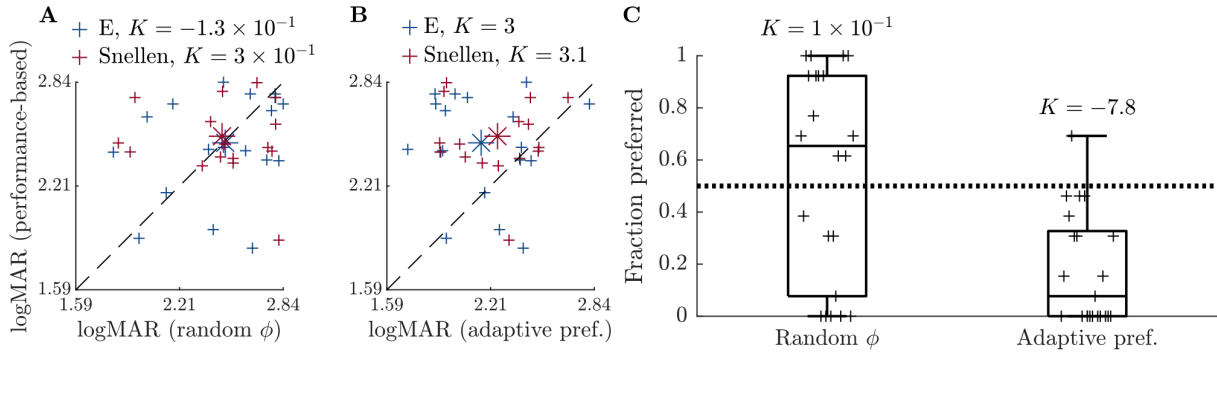 A
E, K = −1.3 × 10⁻¹
Snellen, K = 3 × 10⁻¹
logMAR (performance-based)
2.84
2.21
1.59
1.59 2.21 2.84
logMAR (random ϕ)
B
E, K = 3
Snellen, K = 3.1
2.84
2.21
1.59
1.59 2.21 2.84
logMAR (adaptive pref.)
C
K = 1 × 10⁻¹
K = −7.8
Fraction preferred
1
0.8
0.6
0.4
0.2
0
Random ϕ Adaptive pref.